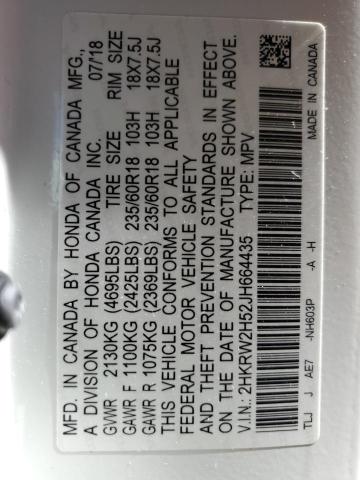 MFD. IN CANADA BY HONDA OF CANADA MFG.,
A DIVISION OF HONDA CANADA INC. 07/18
GVWR 2130KG (4695LBS) TIRE SIZE RIM SIZE
GAWR F 1100KG (2425LBS) 235/60R18 103H 18X7.5J
GAWR R 1075KG (2369LBS) 235/60R18 103H 18X7.5J
THIS VEHICLE CONFORMS TO ALL APPLICABLE
FEDERAL MOTOR VEHICLE SAFETY
AND THEFT PREVENTION STANDARDS IN EFFECT
ON THE DATE OF MANUFACTURE SHOWN ABOVE.
V.I.N.: 2HKRW2H52JH664435 TYPE: MPV
TLJ J AE7 -NH603P -A -H MADE IN CANADA